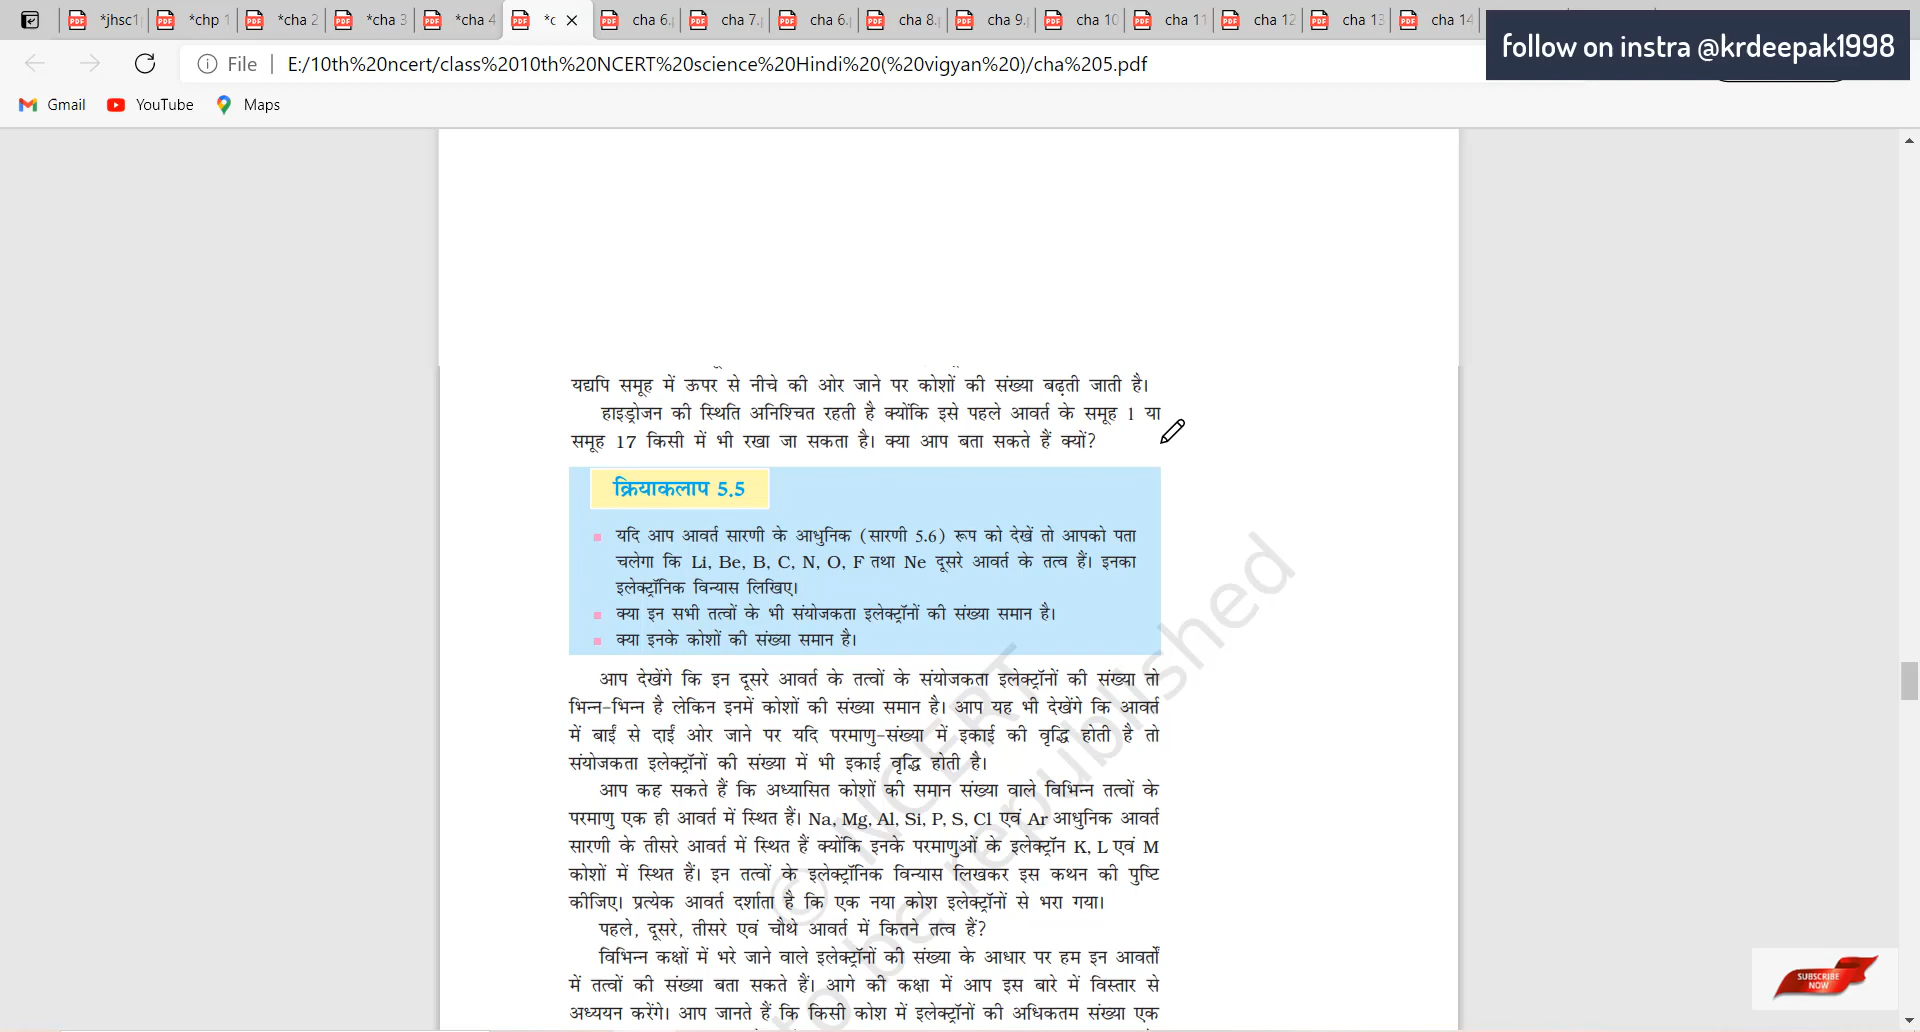 *jhsc1 *chp 1 *cha 2 *cha 3 *cha 4 *c cha 6. cha 7. cha 6. cha 8. cha 9. cha 10 cha 11 cha 12 cha 13 cha 14
follow on instra @krdeepak1998
File E:/10th%20ncert/class%2010th%20NCERT%20science%20Hindi%20(%20vigyan%20)/cha%205.pdf
Gmail YouTube Maps
यद्यपि समूह में ऊपर से नीचे की ओर जाने पर कोशों की संख्या बढ़ती जाती है।
हाइड्रोजन की स्थिति अनिश्चित रहती है क्योंकि इसे पहले आवर्त के समूह 1 या
समूह 17 किसी में भी रखा जा सकता है। क्या आप बता सकते हैं क्यों?
क्रियाकलाप 5.5
यदि आप आवर्त सारणी के आधुनिक (सारणी 5.6) रूप को देखें तो आपको पता
चलेगा कि Li, Be, B, C, N, O, F तथा Ne दूसरे आवर्त के तत्व हैं। इनका
इलेक्ट्रॉनिक विन्यास लिखिए।
क्या इन सभी तत्वों के भी संयोजकता इलेक्ट्रॉनों की संख्या समान है।
क्या इनके कोशों की संख्या समान है।
आप देखेंगे कि इन दूसरे आवर्त के तत्वों के संयोजकता इलेक्ट्रॉनों की संख्या तो
भिन्न-भिन्न है लेकिन इनमें कोशों की संख्या समान है। आप यह भी देखेंगे कि आवर्त
में बाईं से दाईं ओर जाने पर यदि परमाणु-संख्या में इकाई की वृद्धि होती है तो
संयोजकता इलेक्ट्रॉनों की संख्या में भी इकाई वृद्धि होती है।
आप कह सकते हैं कि अध्यासित कोशों की समान संख्या वाले विभिन्न तत्वों के
परमाणु एक ही आवर्त में स्थित हैं। Na, Mg, Al, Si, P, S, Cl एवं Ar आधुनिक आवर्त
सारणी के तीसरे आवर्त में स्थित हैं क्योंकि इनके परमाणुओं के इलेक्ट्रॉन K, L एवं M
कोशों में स्थित हैं। इन तत्वों के इलेक्ट्रॉनिक विन्यास लिखकर इस कथन की पुष्टि
कीजिए। प्रत्येक आवर्त दर्शाता है कि एक नया कोश इलेक्ट्रॉनों से भरा गया।
पहले, दूसरे, तीसरे एवं चौथे आवर्त में कितने तत्व हैं?
विभिन्न कक्षों में भरे जाने वाले इलेक्ट्रॉनों की संख्या के आधार पर हम इन आवर्तों
में तत्वों की संख्या बता सकते हैं। आगे की कक्षा में आप इस बारे में विस्तार से
अध्ययन करेंगे। आप जानते हैं कि किसी कोश में इलेक्ट्रॉनों की अधिकतम संख्या एक
© NCERT
to be republished
SUBSCRIBE
NOW